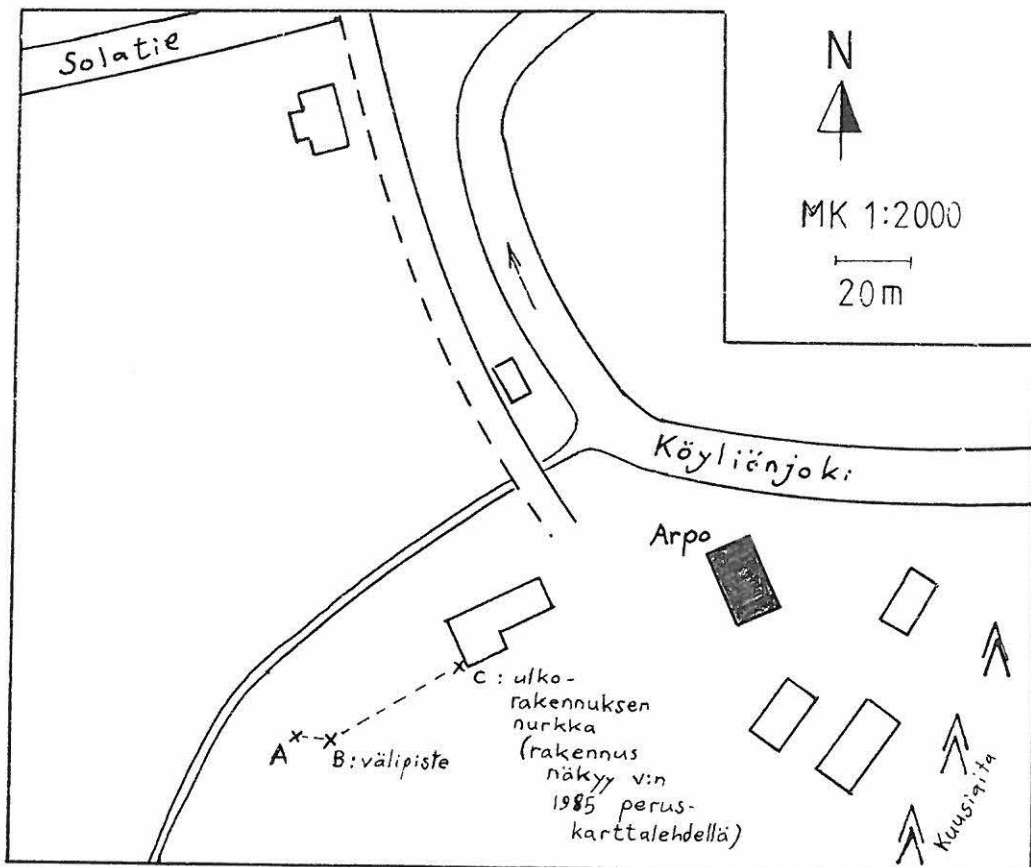 Solatie
N
MK 1:2000
20m
Köyliönjoki
Arpo
C: ulko-
rakennuksen
nurkka
(rakennus
näkyy v:n
1985 perus-
karttalehdellä)
A
B: välipiste
Kuusiaita